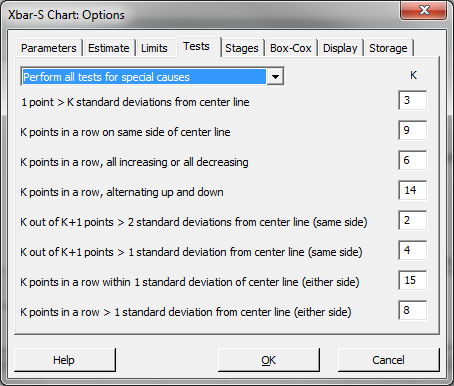 Xbar-S Chart: Options
Parameters Estimate Limits Tests Stages Box-Cox Display Storage
Perform all tests for special causes K
1 point > K standard deviations from center line 3
K points in a row on same side of center line 9
K points in a row, all increasing or all decreasing 6
K points in a row, alternating up and down 14
K out of K+1 points > 2 standard deviations from center line (same side) 2
K out of K+1 points > 1 standard deviation from center line (same side) 4
K points in a row within 1 standard deviation of center line (either side) 15
K points in a row > 1 standard deviation from center line (either side) 8
Help OK Cancel